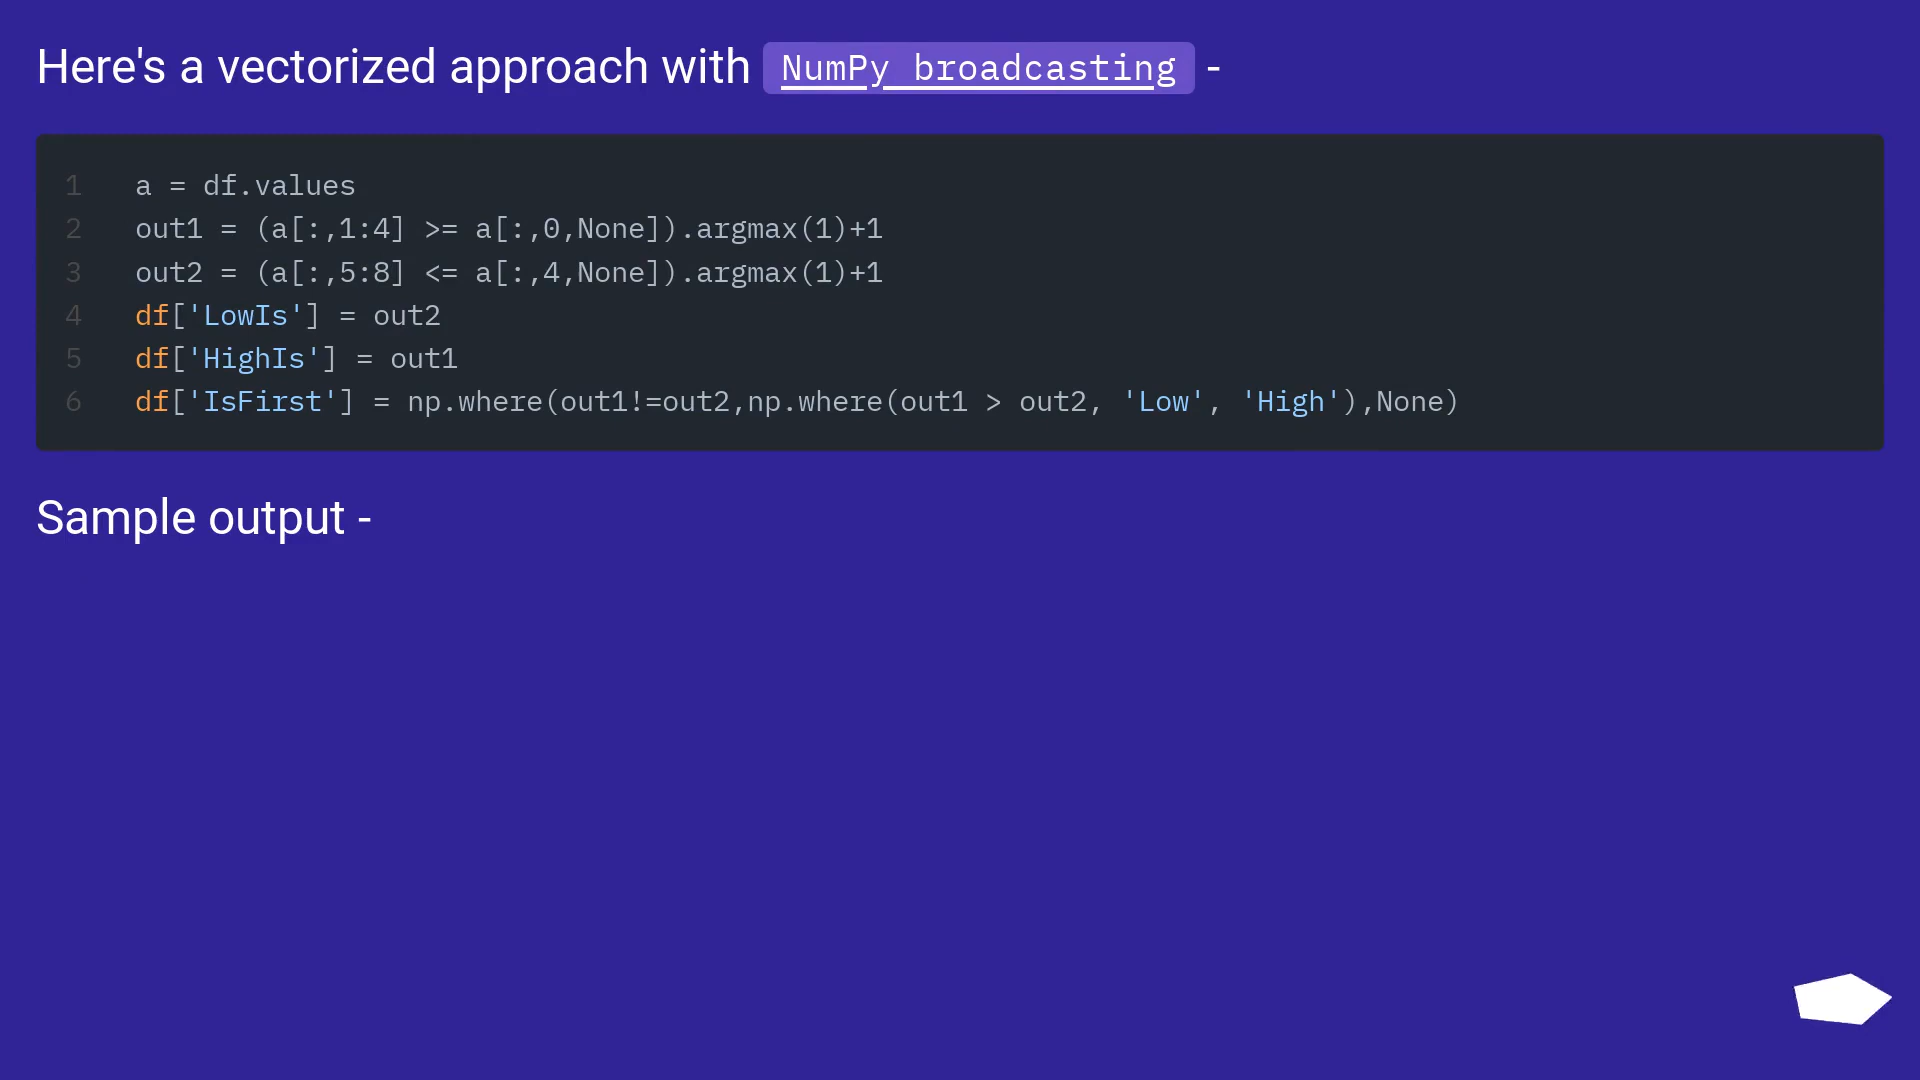 Here's a vectorized approach with NumPy broadcasting -
1 a = df.values
2 out1 = (a[:,1:4] >= a[:,0,None]).argmax(1)+1
3 out2 = (a[:,5:8] <= a[:,4,None]).argmax(1)+1
4 df['LowIs'] = out2
5 df['HighIs'] = out1
6 df['IsFirst'] = np.where(out1!=out2,np.where(out1 > out2, 'Low', 'High'),None)
Sample output -